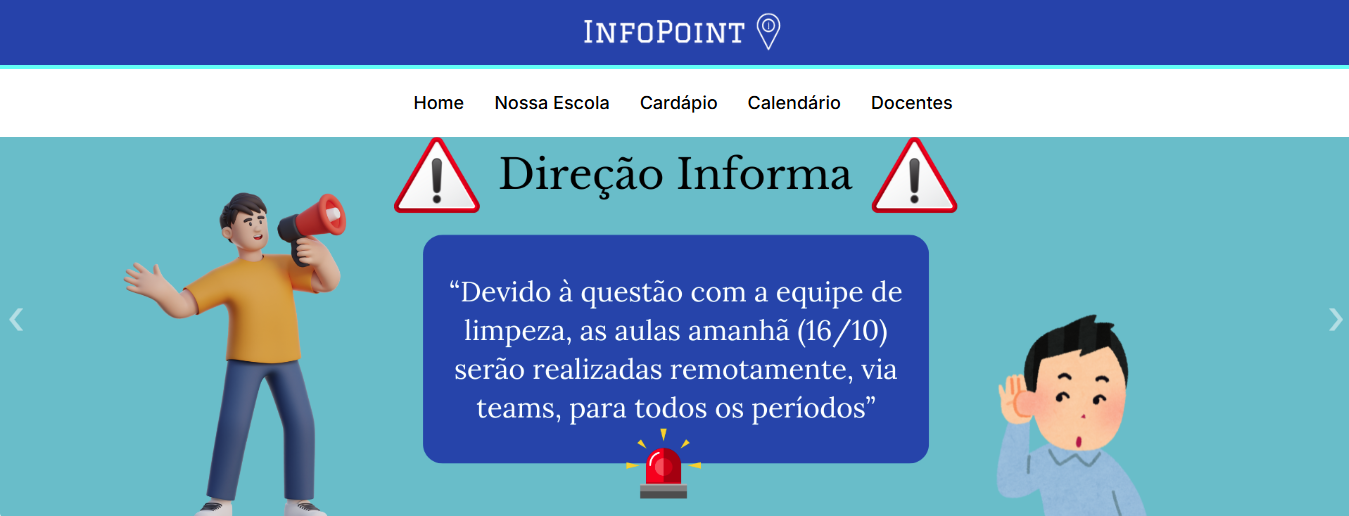 InfoPoint
Home Nossa Escola Cardápio Calendário Docentes
Direção Informa
“Devido à questão com a equipe de
limpeza, as aulas amanhã (16/10)
serão realizadas remotamente, via
teams, para todos os períodos”